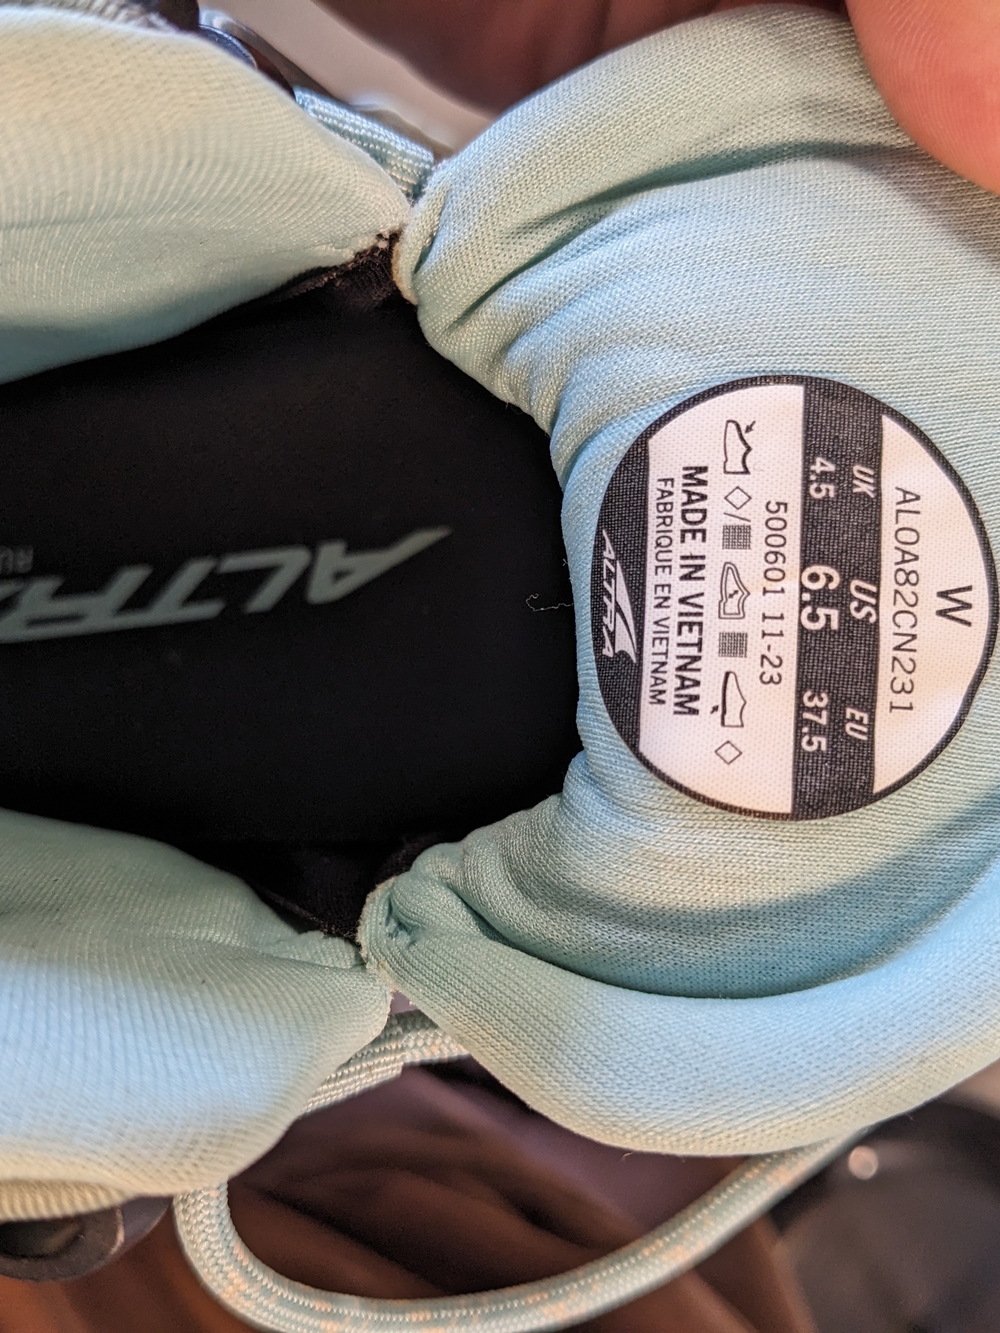 W
AL0A82CN231
UK US EU
4.5 6.5 37.5
500601 11-23
MADE IN VIETNAM
FABRIQUE EN VIETNAM
ALTRA
ALTRA